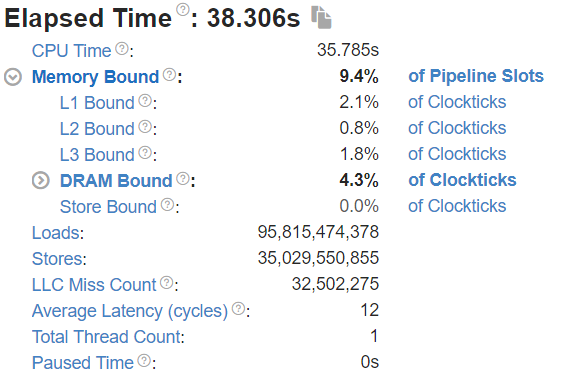 Elapsed Time ?: 38.306s
CPU Time ?: 35.785s
Memory Bound ?: 9.4% of Pipeline Slots
L1 Bound ?: 2.1% of Clockticks
L2 Bound ?: 0.8% of Clockticks
L3 Bound ?: 1.8% of Clockticks
DRAM Bound ?: 4.3% of Clockticks
Store Bound ?: 0.0% of Clockticks
Loads: 95,815,474,378
Stores: 35,029,550,855
LLC Miss Count ?: 32,502,275
Average Latency (cycles) ?: 12
Total Thread Count: 1
Paused Time ?: 0s